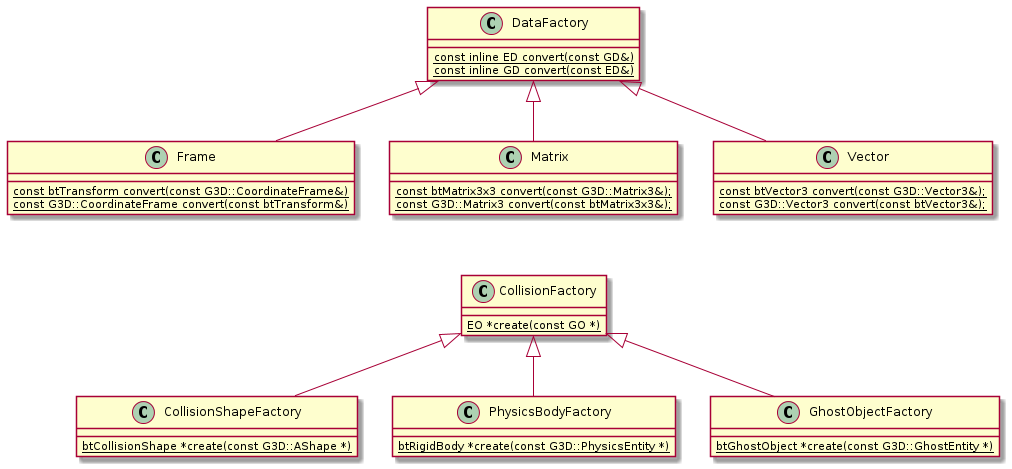 C DataFactory
const inline ED convert(const GD&)
const inline GD convert(const ED&)
C Frame
const btTransform convert(const G3D::CoordinateFrame&)
const G3D::CoordinateFrame convert(const btTransform&)
C Matrix
const btMatrix3x3 convert(const G3D::Matrix3&);
const G3D::Matrix3 convert(const btMatrix3x3&);
C Vector
const btVector3 convert(const G3D::Vector3&);
const G3D::Vector3 convert(const btVector3&);
C CollisionFactory
EO *create(const GO *)
C CollisionShapeFactory
btCollisionShape *create(const G3D::AShape *)
C PhysicsBodyFactory
btRigidBody *create(const G3D::PhysicsEntity *)
C GhostObjectFactory
btGhostObject *create(const G3D::GhostEntity *)